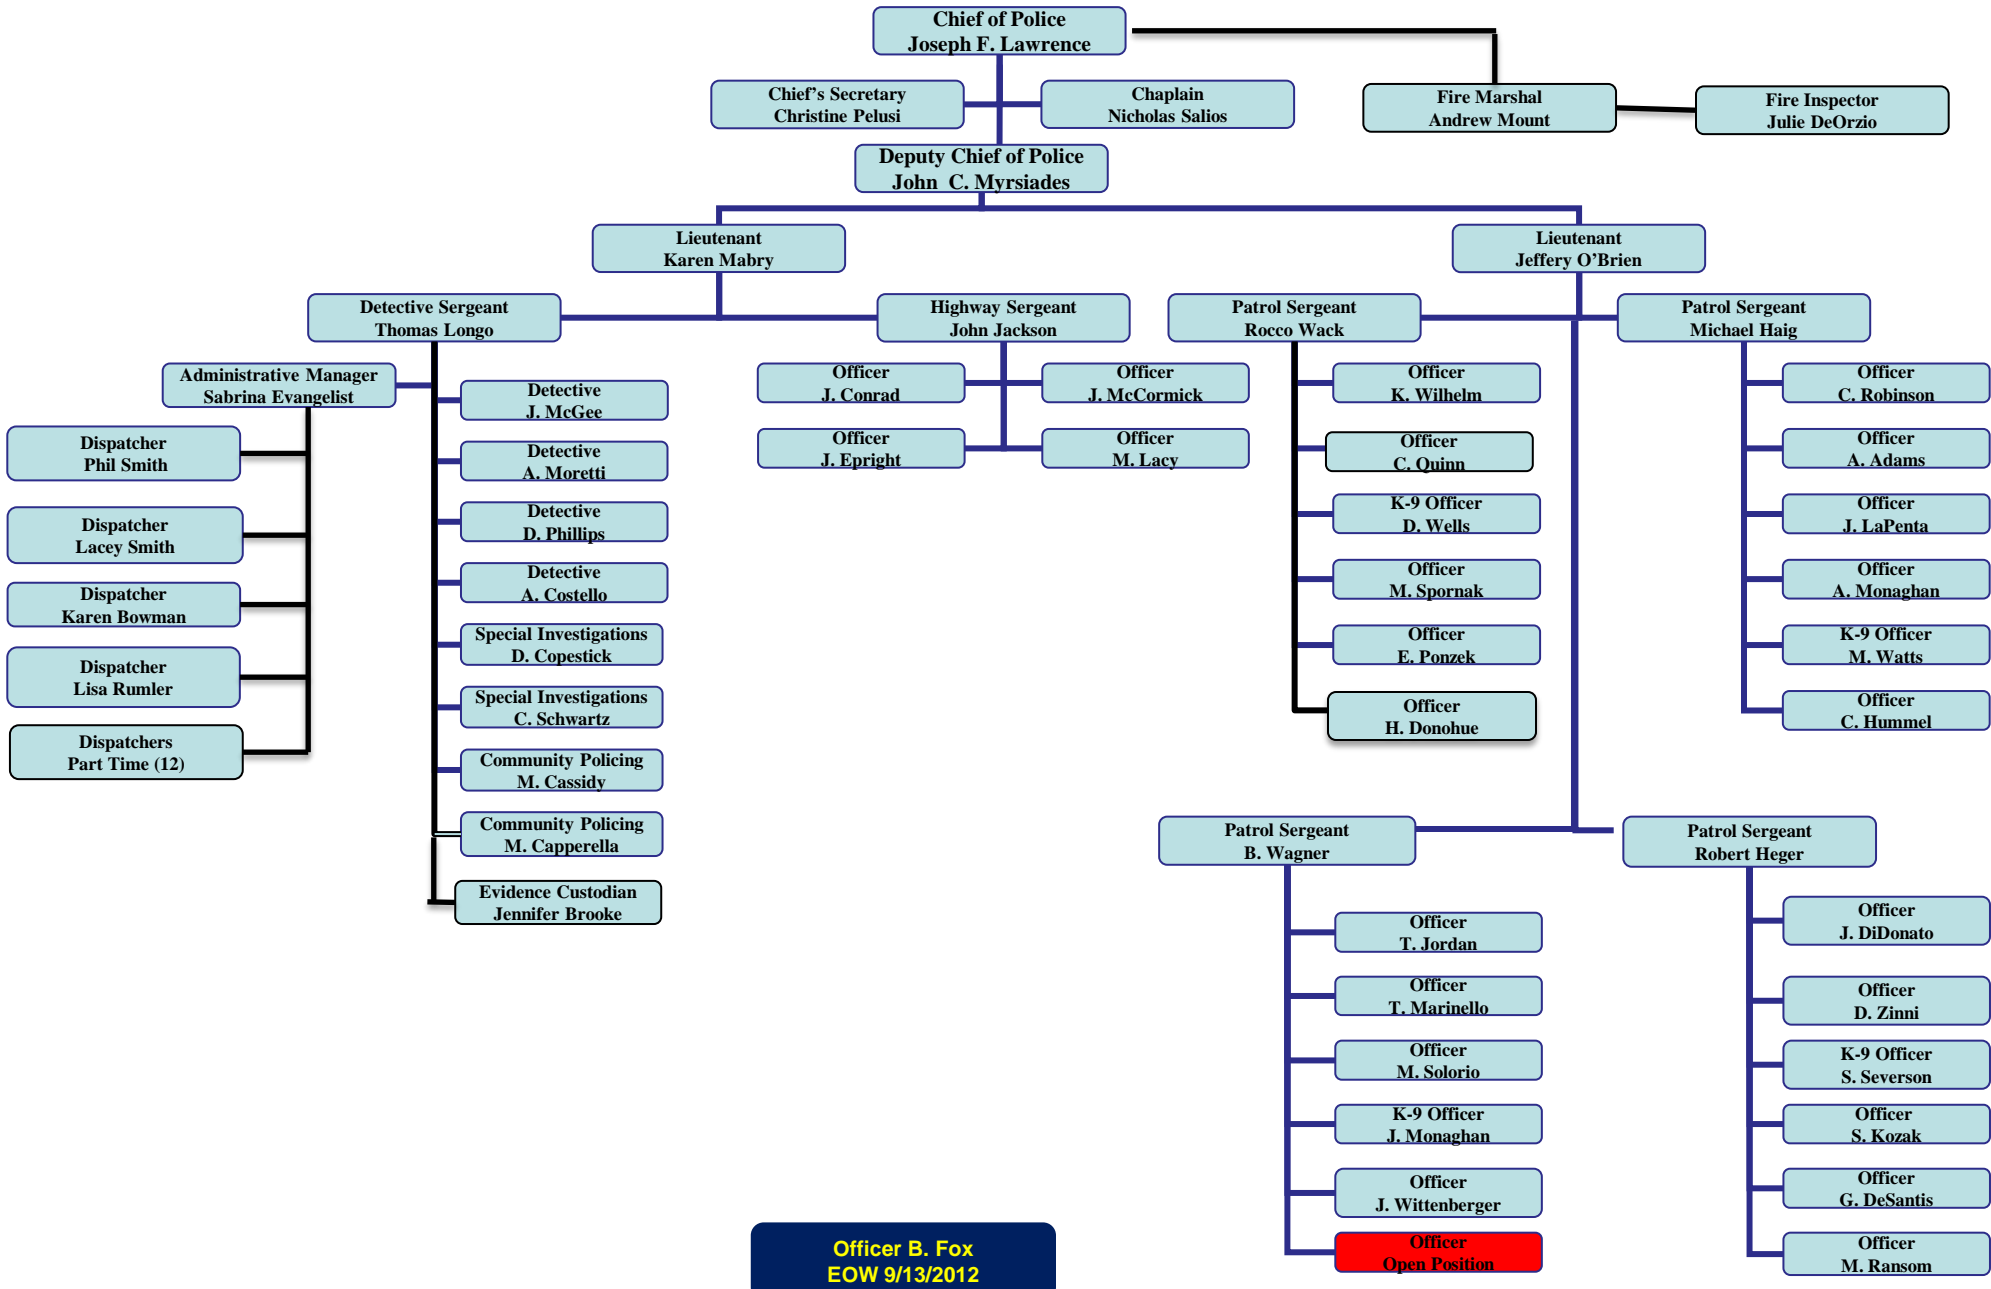 Chief of Police
Joseph F. Lawrence
Chief's Secretary
Christine Pelusi
Chaplain
Nicholas Salios
Fire Marshal
Andrew Mount
Fire Inspector
Julie DeOrzio
Deputy Chief of Police
John C. Myrsiades
Lieutenant
Karen Mabry
Lieutenant
Jeffery O'Brien
Detective Sergeant
Thomas Longo
Highway Sergeant
John Jackson
Patrol Sergeant
Rocco Wack
Patrol Sergeant
Michael Haig
Administrative Manager
Sabrina Evangelist
Dispatcher
Phil Smith
Dispatcher
Lacey Smith
Dispatcher
Karen Bowman
Dispatcher
Lisa Rumler
Dispatchers
Part Time (12)
Detective
J. McGee
Detective
A. Moretti
Detective
D. Phillips
Detective
A. Costello
Special Investigations
D. Copestick
Special Investigations
C. Schwartz
Community Policing
M. Cassidy
Community Policing
M. Capperella
Evidence Custodian
Jennifer Brooke
Officer
J. Conrad
Officer
J. McCormick
Officer
J. Epright
Officer
M. Lacy
Officer
K. Wilhelm
Officer
C. Quinn
K-9 Officer
D. Wells
Officer
M. Spornak
Officer
E. Ponzek
Officer
H. Donohue
Officer
C. Robinson
Officer
A. Adams
Officer
J. LaPenta
Officer
A. Monaghan
K-9 Officer
M. Watts
Officer
C. Hummel
Patrol Sergeant
B. Wagner
Patrol Sergeant
Robert Heger
Officer
T. Jordan
Officer
T. Marinello
Officer
M. Solorio
K-9 Officer
J. Monaghan
Officer
J. Wittenberger
Officer
Open Position
Officer
J. DiDonato
Officer
D. Zinni
K-9 Officer
S. Severson
Officer
S. Kozak
Officer
G. DeSantis
Officer
M. Ransom
Officer B. Fox
EOW 9/13/2012